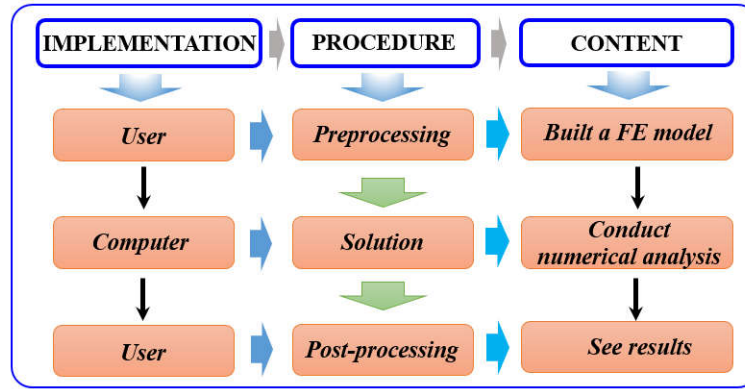 IMPLEMENTATION
PROCEDURE
CONTENT
User
Preprocessing
Built a FE model
Computer
Solution
Conduct
numerical analysis
User
Post-processing
See results